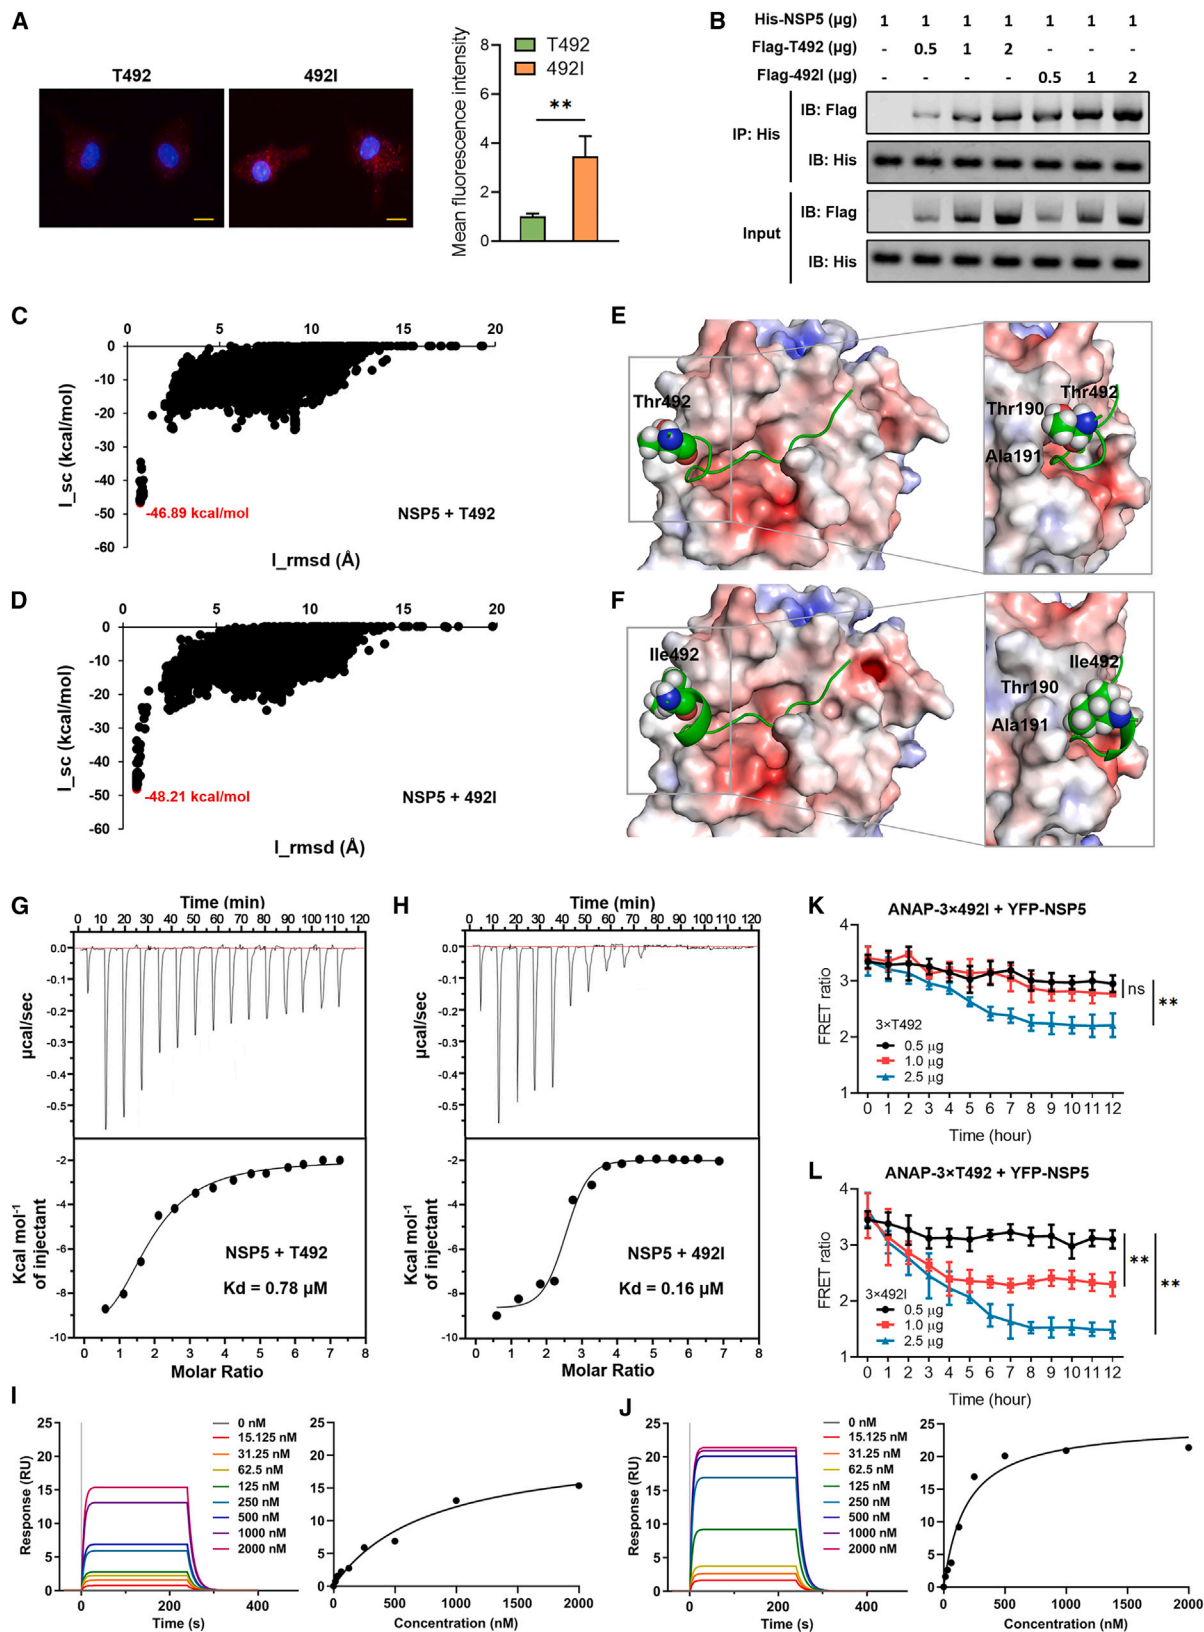 A
T492
492I
Mean fluorescence intensity
8
6
4
2
0
T492
492I
**
B
His-NSP5 (µg) 1 1 1 1 1 1 1
Flag-T492 (µg) - 0.5 1 2 - - -
Flag-492I (µg) - - - - 0.5 1 2
IP: His
IB: Flag
IB: His
Input
IB: Flag
IB: His
C
0 5 10 15 20
0
-10
-20
-30
-40
-50
-60
I_sc (kcal/mol)
-46.89 kcal/mol
NSP5 + T492
I_rmsd (Å)
D
0 5 10 15 20
0
-10
-20
-30
-40
-50
-60
I_sc (kcal/mol)
-48.21 kcal/mol
NSP5 + 492I
I_rmsd (Å)
E
Thr492
Thr492
Thr190
Ala191
F
Ile492
Ile492
Thr190
Ala191
G
Time (min)
0 10 20 30 40 50 60 70 80 90 100 110 120
0.0
-0.1
-0.2
-0.3
-0.4
-0.5
µcal/sec
-2
-4
-6
-8
-10
Kcal mol-1
of injectant
NSP5 + T492
Kd = 0.78 µM
0 1 2 3 4 5 6 7 8
Molar Ratio
H
Time (min)
0 10 20 30 40 50 60 70 80 90 100 110 120
0.0
-0.1
-0.2
-0.3
-0.4
-0.5
µcal/sec
-2
-4
-6
-8
-10
Kcal mol-1
of injectant
NSP5 + 492I
Kd = 0.16 µM
0 1 2 3 4 5 6 7 8
Molar Ratio
K
ANAP-3×492I + YFP-NSP5
4
3
2
1
FRET ratio
ns
**
3×T492
0.5 µg
1.0 µg
2.5 µg
0 1 2 3 4 5 6 7 8 9 10 11 12
Time (hour)
L
ANAP-3×T492 + YFP-NSP5
4
3
2
1
FRET ratio
**
**
3×492I
0.5 µg
1.0 µg
2.5 µg
0 1 2 3 4 5 6 7 8 9 10 11 12
Time (hour)
I
25
20
15
10
5
0
Response (RU)
0 nM
15.125 nM
31.25 nM
62.5 nM
125 nM
250 nM
500 nM
1000 nM
2000 nM
0 200 400
Time (s)
25
20
15
10
5
0
0 500 1000 1500 2000
Concentration (nM)
J
25
20
15
10
5
0
Response (RU)
0 nM
15.125 nM
31.25 nM
62.5 nM
125 nM
250 nM
500 nM
1000 nM
2000 nM
0 200 400
Time (s)
25
20
15
10
5
0
0 500 1000 1500 2000
Concentration (nM)